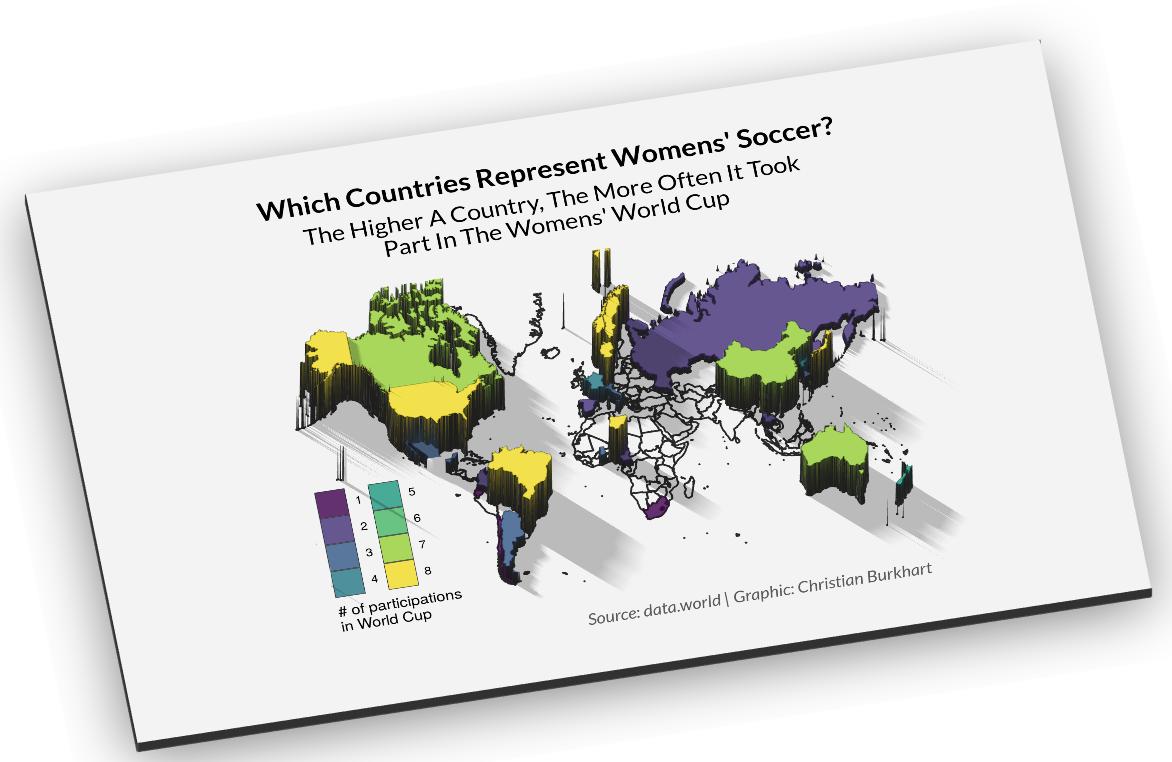 Which Countries Represent Womens' Soccer?
The Higher A Country, The More Often It Took
Part In The Womens' World Cup
1
2
3
4
5
6
7
8
# of participations
in World Cup
Source: data.world | Graphic: Christian Burkhart